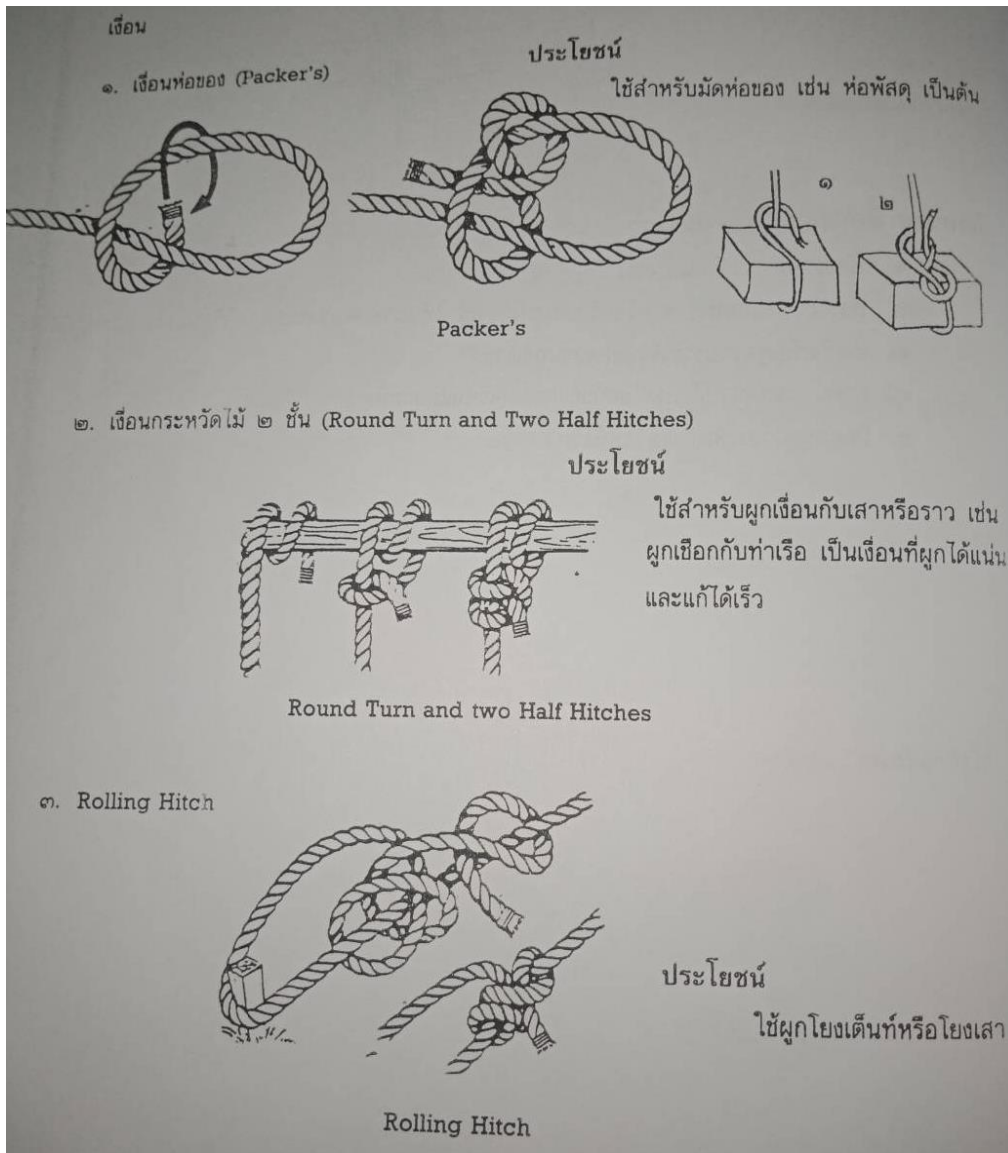 เงื่อน
๑. เงื่อนห่อของ (Packer's)
ประโยชน์
ใช้สำหรับมัดห่อของ เช่น ห่อพัสดุ เป็นต้น
๑
๒
Packer's
๒. เงื่อนกระหวัดไม้ ๒ ชั้น (Round Turn and Two Half Hitches)
ประโยชน์
ใช้สำหรับผูกเงื่อนกับเสาหรือราว เช่น
ผูกเชือกกับท่าเรือ เป็นเงื่อนที่ผูกได้แน่น
และแก้ได้เร็ว
Round Turn and two Half Hitches
๓. Rolling Hitch
ประโยชน์
ใช้ผูกโยงเต็นท์หรือโยงเสา
Rolling Hitch